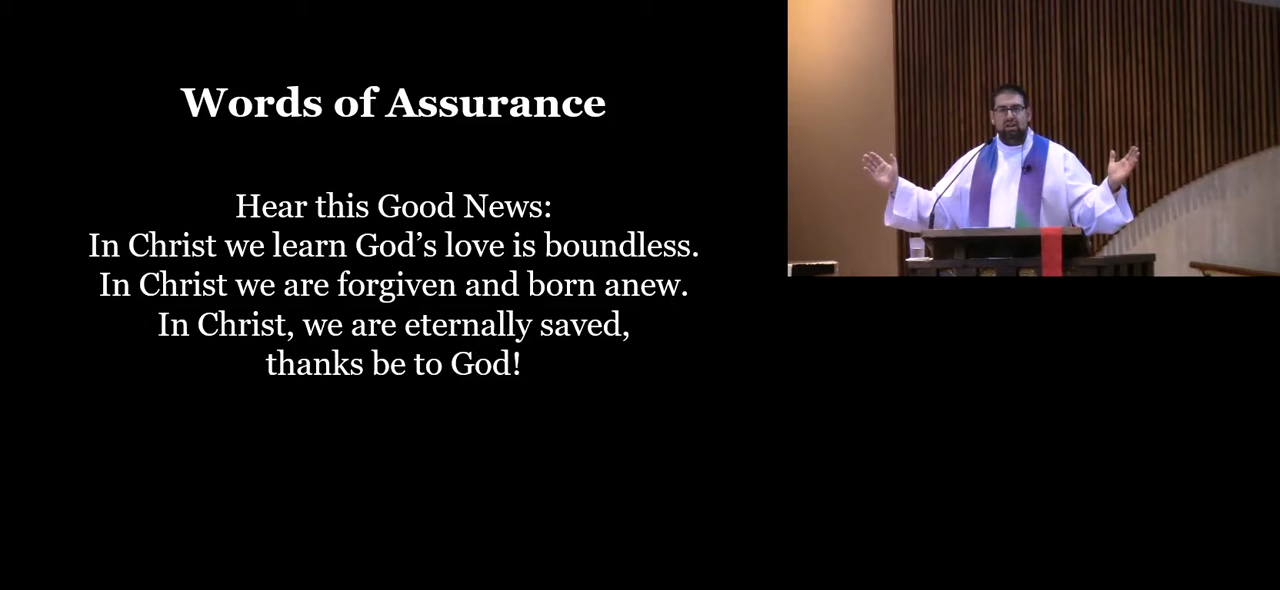 Words of Assurance
Hear this Good News:
In Christ we learn God’s love is boundless.
In Christ we are forgiven and born anew.
In Christ, we are eternally saved,
thanks be to God!